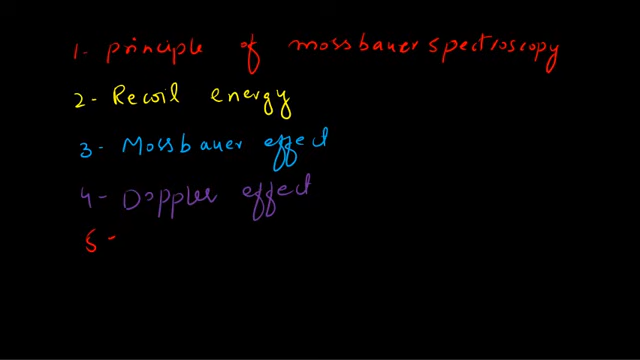 1- principle of mossbauer spectroscopy
2- Recoil energy
3- Mossbauer effect
4- Doppler effect
5-